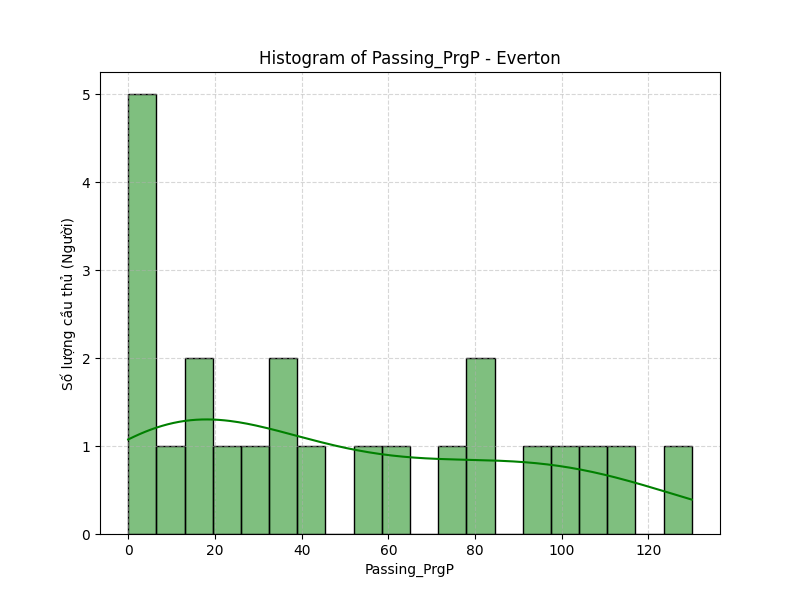 Histogram of Passing_PrgP - Everton
Số lượng cầu thủ (Người)
5
4
3
2
1
0
0 20 40 60 80 100 120
Passing_PrgP